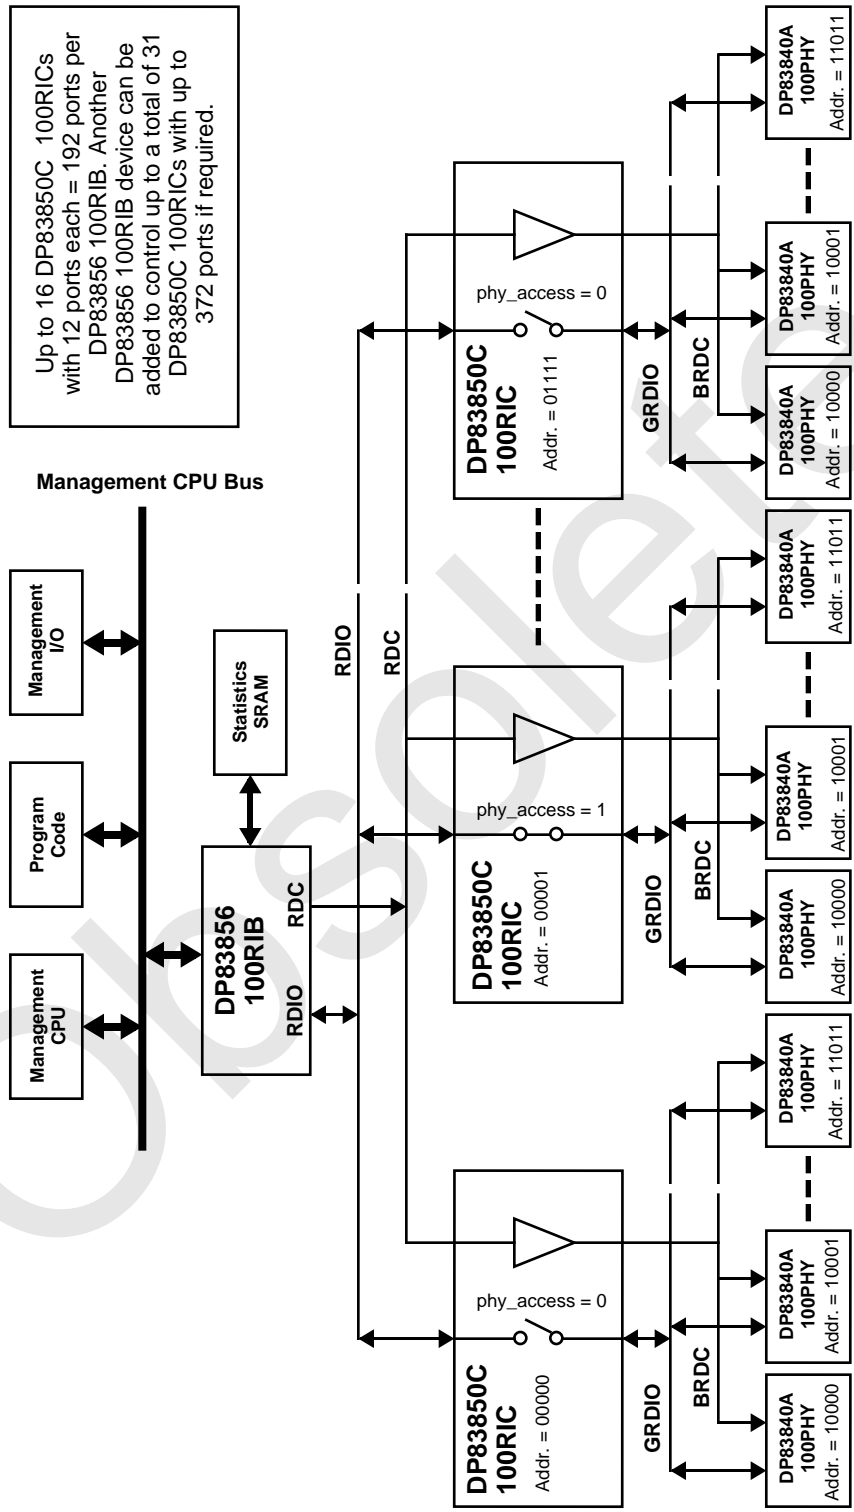 Management
CPU
Program
Code
Management
I/O
Up to 16 DP83850C 100RICs
with 12 ports each = 192 ports per
DP83856 100RIB. Another
DP83856 100RIB device can be
added to control up to a total of 31
DP83850C 100RICs with up to
372 ports if required.
Management CPU Bus
DP83856
100RIB
RDIO
RDC
Statistics
SRAM
RDIO
RDC
DP83850C
100RIC
Addr. = 00000
phy_access = 0
DP83850C
100RIC
Addr. = 00001
phy_access = 1
DP83850C
100RIC
Addr. = 01111
phy_access = 0
GRDIO
BRDC
GRDIO
BRDC
GRDIO
BRDC
DP83840A
100PHY
Addr. = 10000
DP83840A
100PHY
Addr. = 10001
DP83840A
100PHY
Addr. = 11011
DP83840A
100PHY
Addr. = 10000
DP83840A
100PHY
Addr. = 10001
DP83840A
100PHY
Addr. = 11011
DP83840A
100PHY
Addr. = 10000
DP83840A
100PHY
Addr. = 10001
DP83840A
100PHY
Addr. = 11011
Obsolete